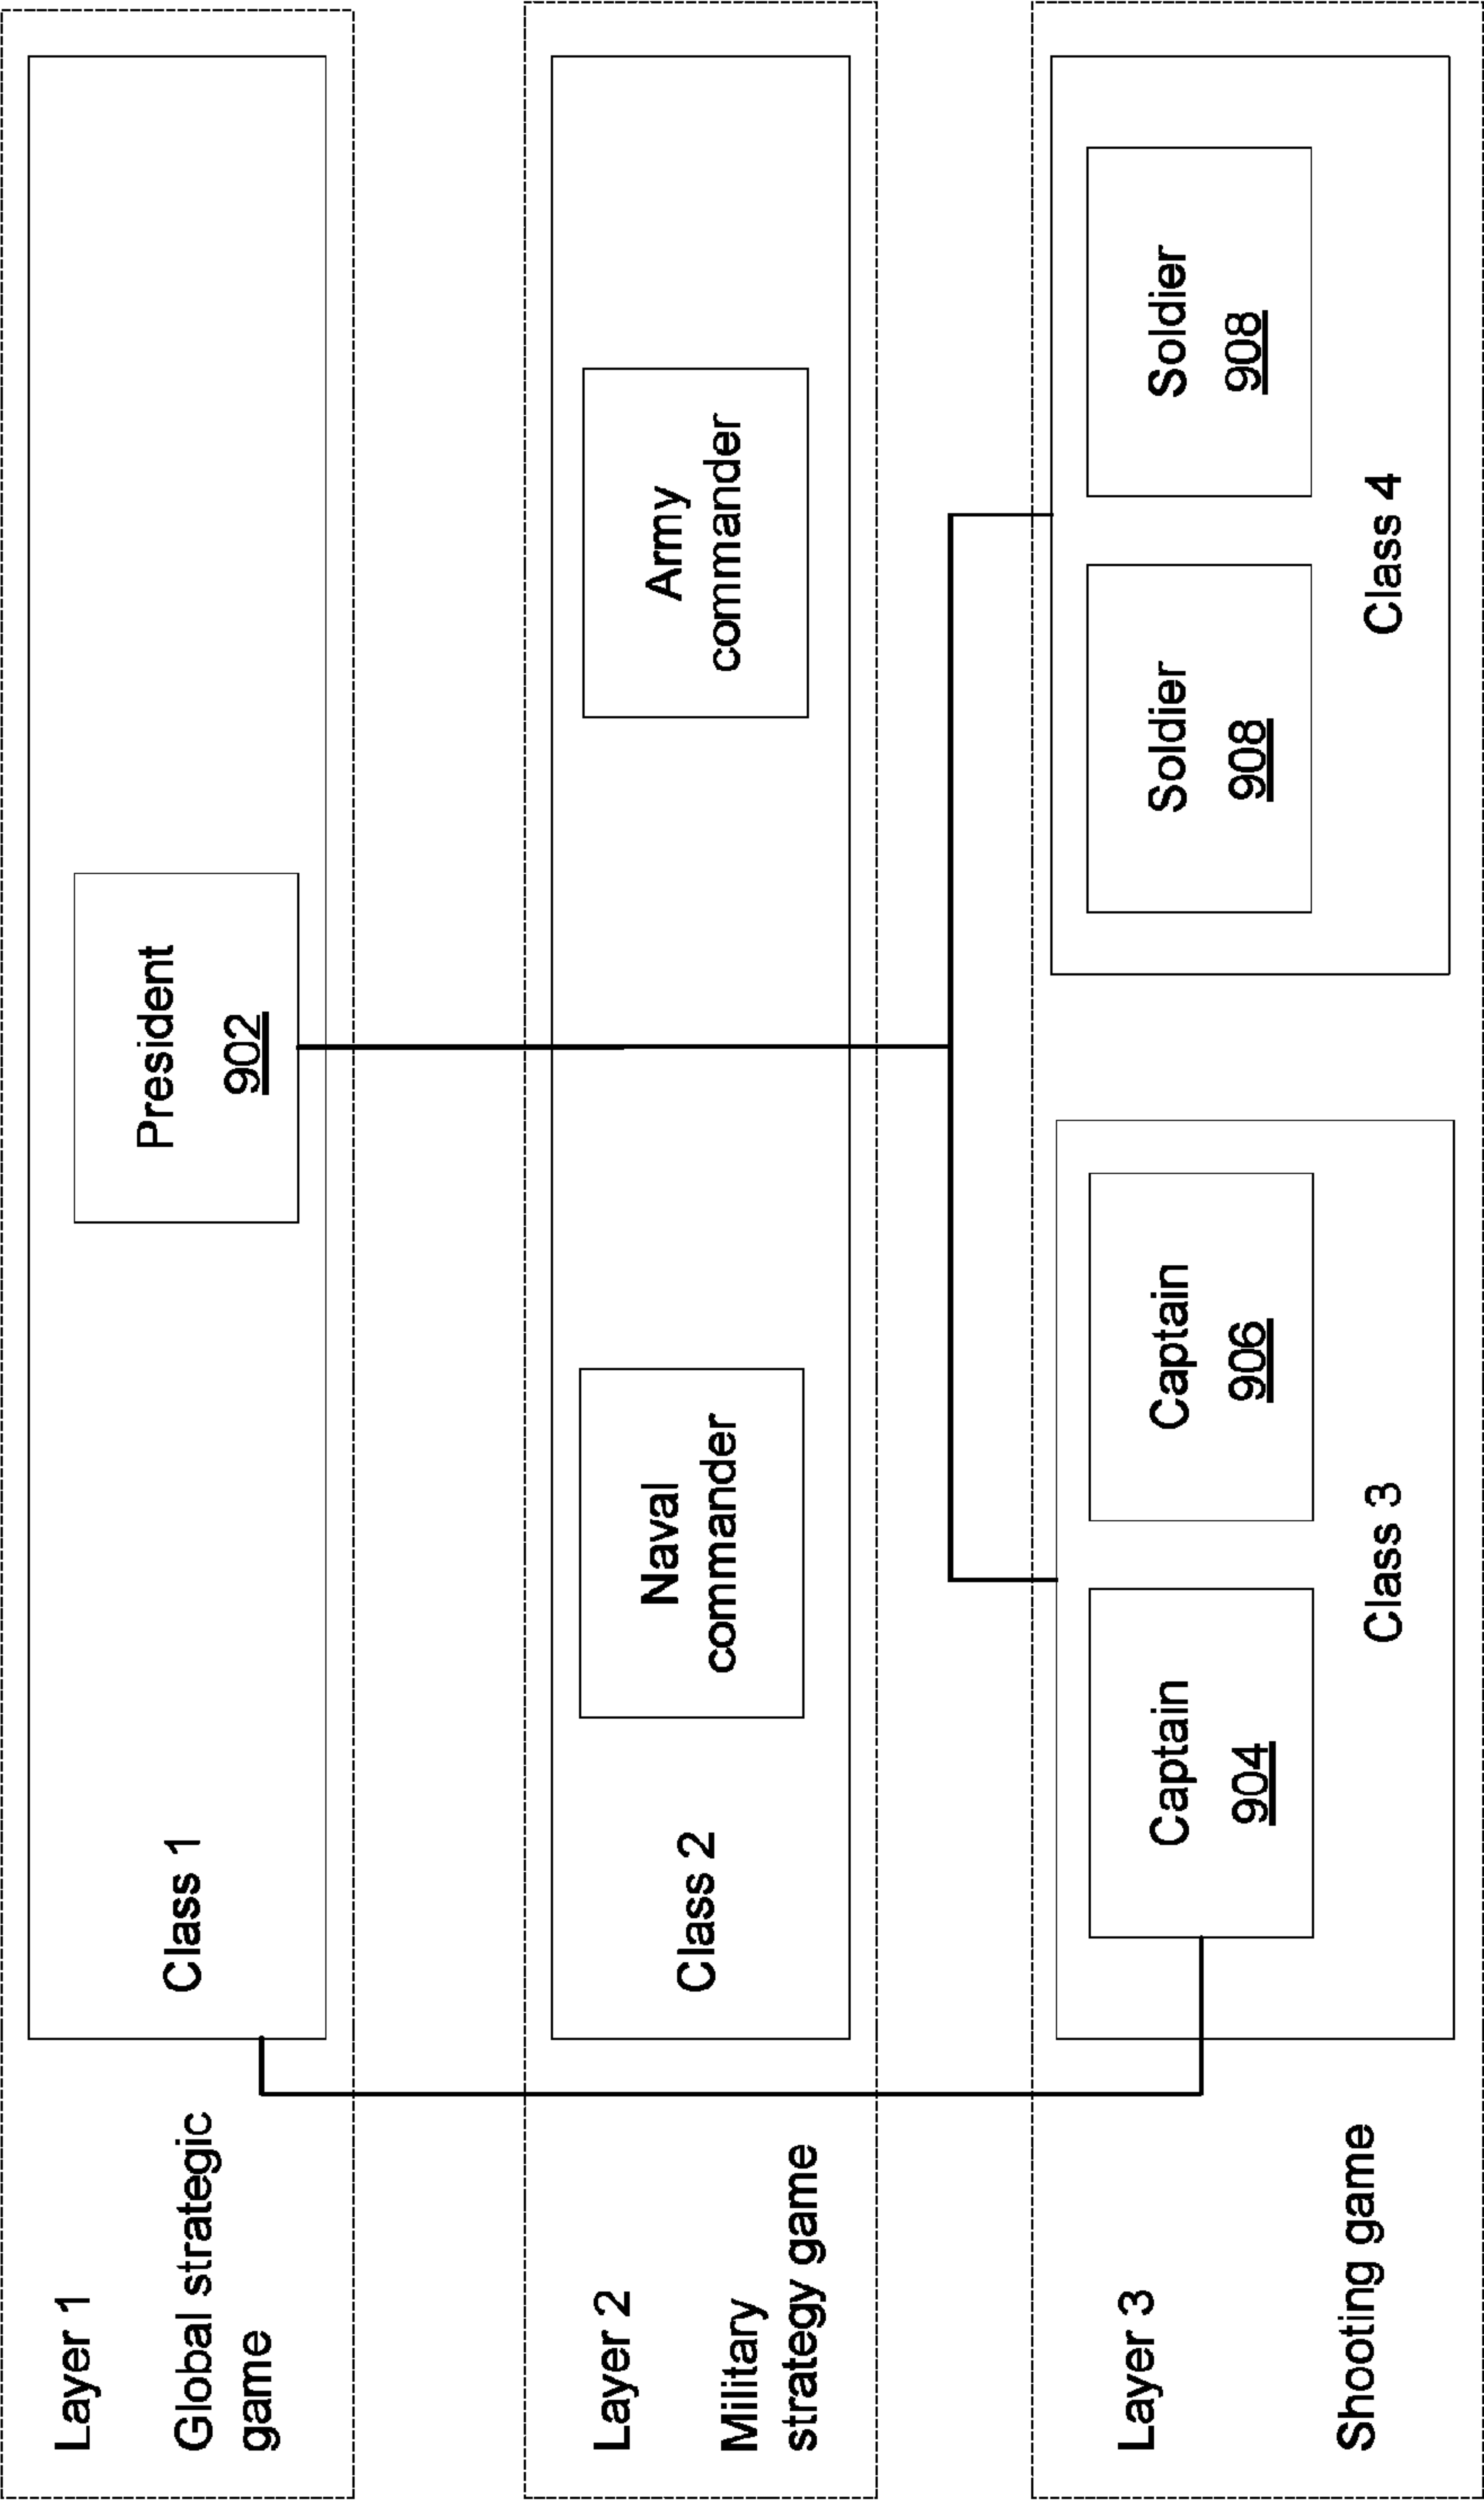 Layer 1
Global strategic
game
Class 1
President
902
Layer 2
Military
strategy game
Class 2
Naval
commander
Army
commander
Layer 3
Shooting game
Captain
904
Captain
906
Class 3
Soldier
908
Soldier
908
Class 4